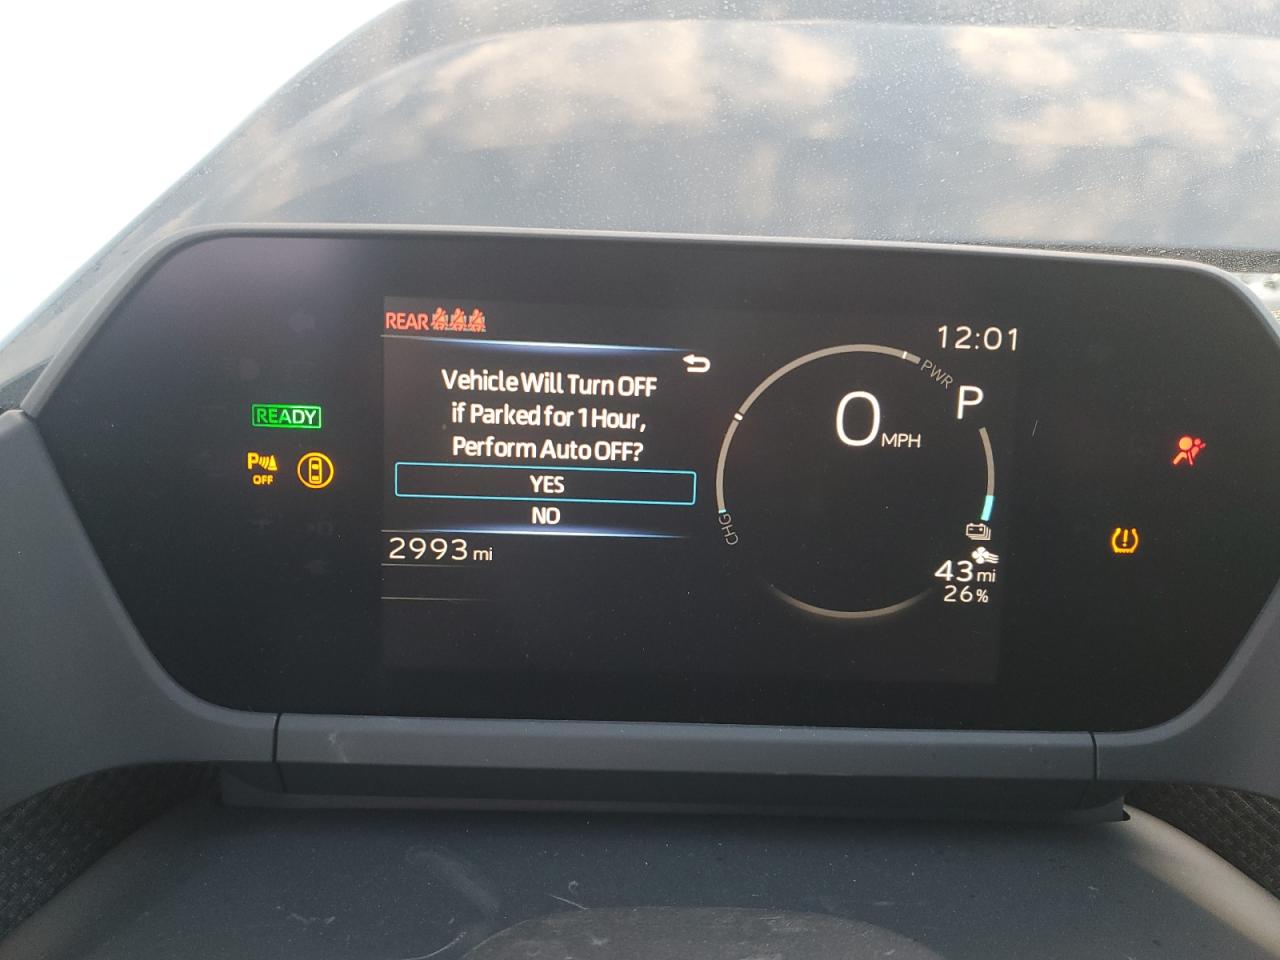 REAR
12:01
Vehicle Will Turn OFF
if Parked for 1 Hour,
Perform Auto OFF?
YES
NO
PWR
P
0 MPH
READY
P
OFF
CHG
2993 mi
43 mi
26%